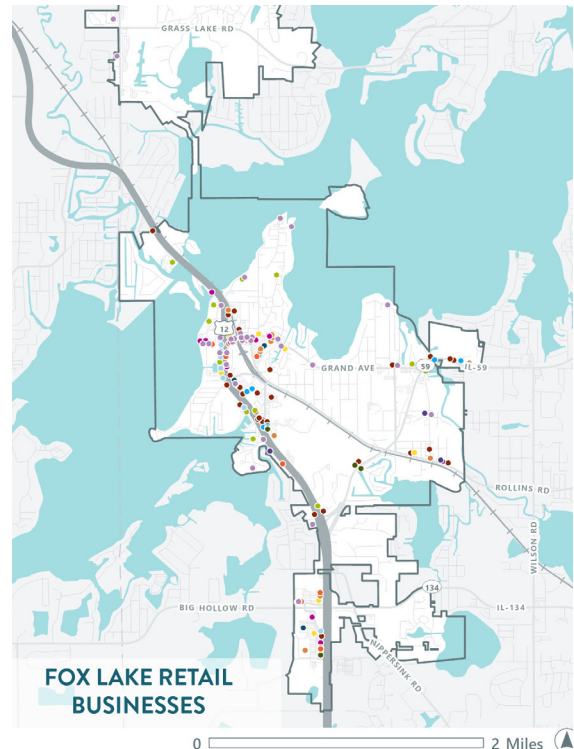 GRASS LAKE RD
12
GRAND AVE
59
IL-59
ROLLINS RD
WILSON RD
134
BIG HOLLOW RD
IL-134
NIPPERSINK RD
FOX LAKE RETAIL
BUSINESSES
0
2 Miles